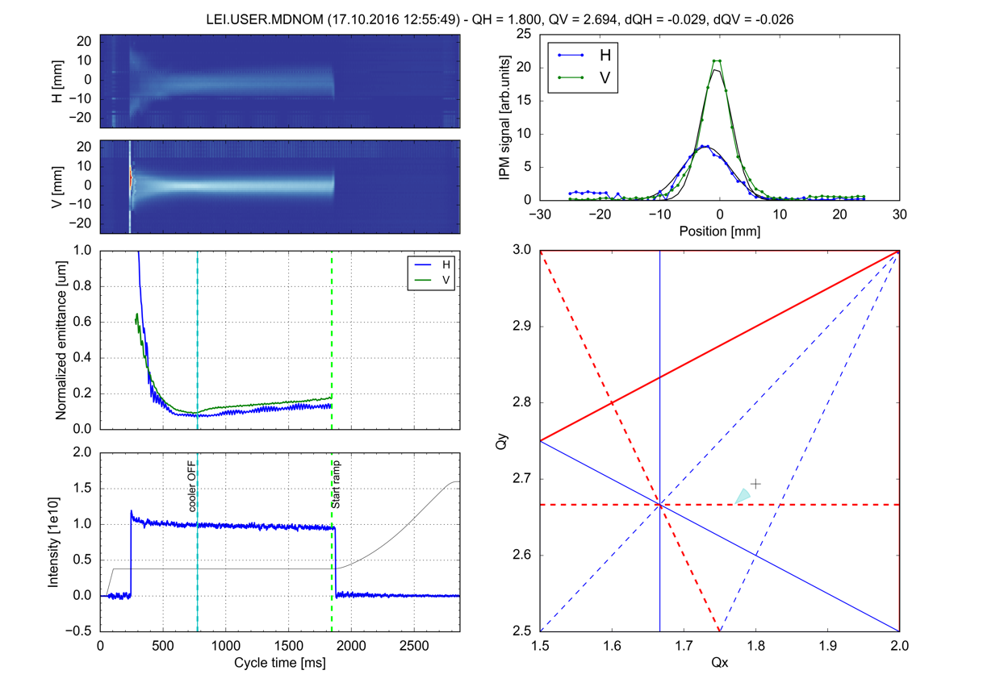 LEI.USER.MDNOM (17.10.2016 12:55:49) - QH = 1.800, QV = 2.694, dQH = -0.029, dQV = -0.026
20
10
0
−10
−20
H [mm]
20
10
0
−10
−20
V [mm]
1.0
0.8
0.6
0.4
0.2
0.0
Normalized emittance [um]
H
V
2.0
1.5
1.0
0.5
0.0
−0.5
Intensity [1e10]
cooler OFF
Start ramp
0 500 1000 1500 2000 2500
Cycle time [ms]
25
20
15
10
5
0
IPM signal [arb.units]
H
V
−30 −20 −10 0 10 20 30
Position [mm]
3.0
2.9
2.8
2.7
2.6
2.5
Qy
1.5 1.6 1.7 1.8 1.9 2.0
Qx